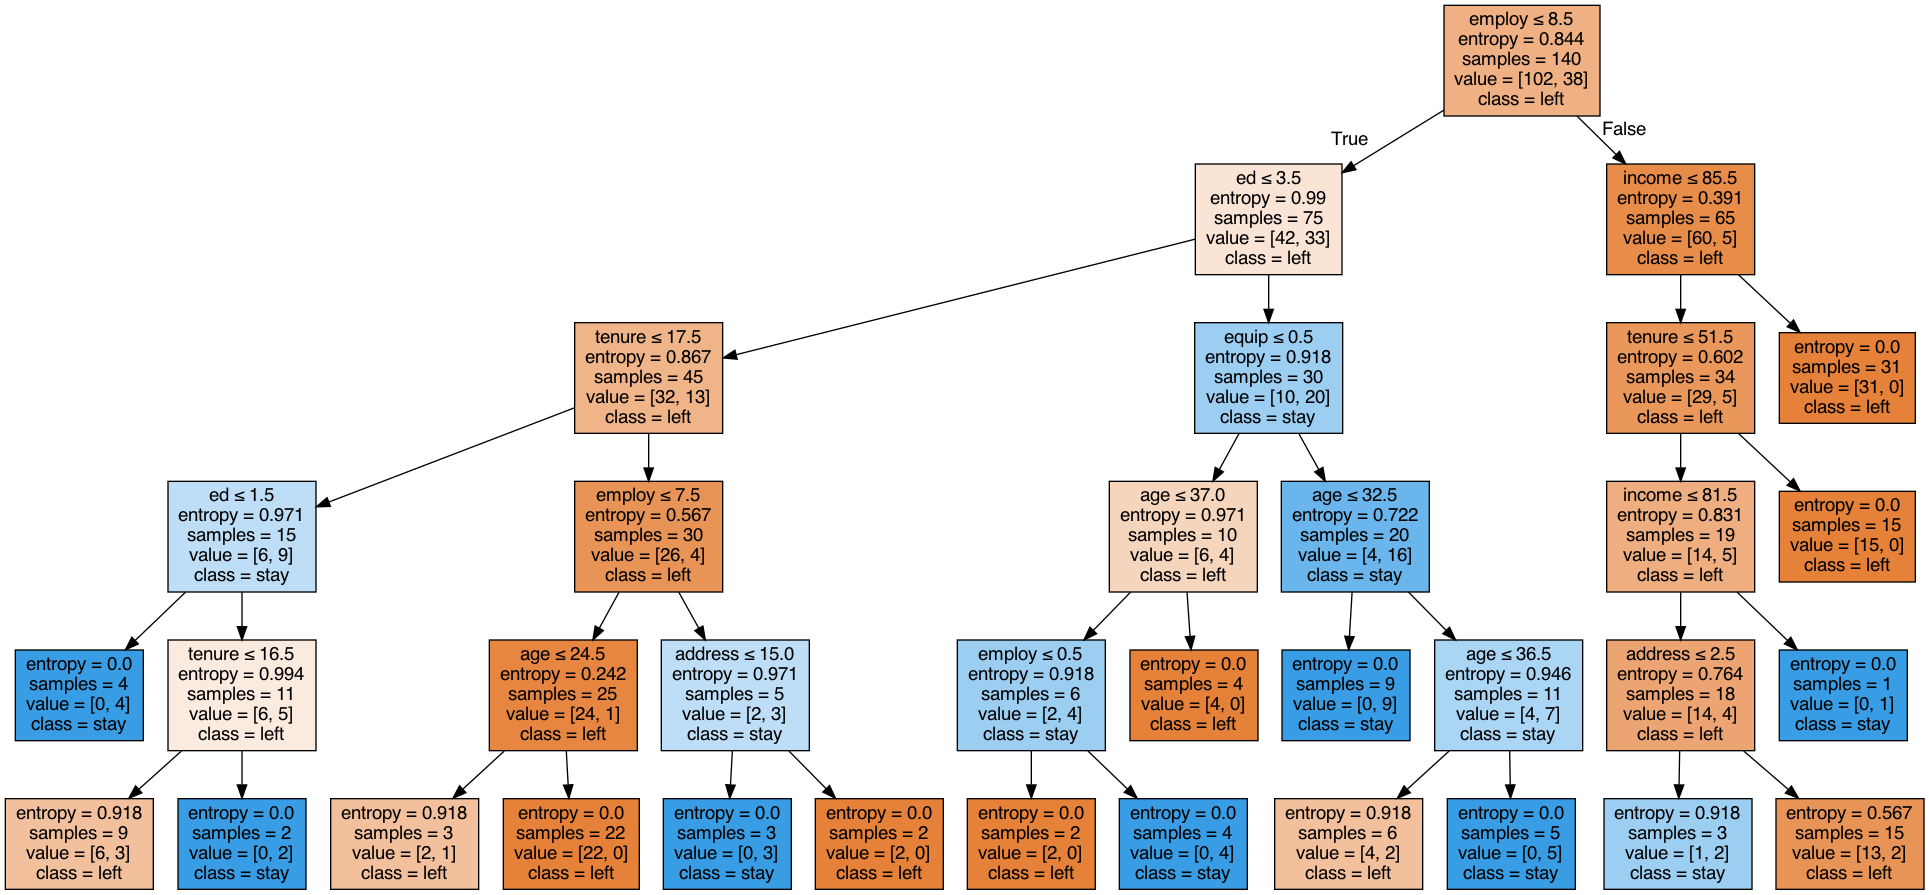 employ ≤ 8.5
entropy = 0.844
samples = 140
value = [102, 38]
class = left
True
False
ed ≤ 3.5
entropy = 0.99
samples = 75
value = [42, 33]
class = left
income ≤ 85.5
entropy = 0.391
samples = 65
value = [60, 5]
class = left
tenure ≤ 17.5
entropy = 0.867
samples = 45
value = [32, 13]
class = left
equip ≤ 0.5
entropy = 0.918
samples = 30
value = [10, 20]
class = stay
tenure ≤ 51.5
entropy = 0.602
samples = 34
value = [29, 5]
class = left
entropy = 0.0
samples = 31
value = [31, 0]
class = left
ed ≤ 1.5
entropy = 0.971
samples = 15
value = [6, 9]
class = stay
employ ≤ 7.5
entropy = 0.567
samples = 30
value = [26, 4]
class = left
age ≤ 37.0
entropy = 0.971
samples = 10
value = [6, 4]
class = left
age ≤ 32.5
entropy = 0.722
samples = 20
value = [4, 16]
class = stay
income ≤ 81.5
entropy = 0.831
samples = 19
value = [14, 5]
class = left
entropy = 0.0
samples = 15
value = [15, 0]
class = left
entropy = 0.0
samples = 4
value = [0, 4]
class = stay
tenure ≤ 16.5
entropy = 0.994
samples = 11
value = [6, 5]
class = left
age ≤ 24.5
entropy = 0.242
samples = 25
value = [24, 1]
class = left
address ≤ 15.0
entropy = 0.971
samples = 5
value = [2, 3]
class = stay
employ ≤ 0.5
entropy = 0.918
samples = 6
value = [2, 4]
class = stay
entropy = 0.0
samples = 4
value = [4, 0]
class = left
entropy = 0.0
samples = 9
value = [0, 9]
class = stay
age ≤ 36.5
entropy = 0.946
samples = 11
value = [4, 7]
class = stay
address ≤ 2.5
entropy = 0.764
samples = 18
value = [14, 4]
class = left
entropy = 0.0
samples = 1
value = [0, 1]
class = stay
entropy = 0.918
samples = 9
value = [6, 3]
class = left
entropy = 0.0
samples = 2
value = [0, 2]
class = stay
entropy = 0.918
samples = 3
value = [2, 1]
class = left
entropy = 0.0
samples = 22
value = [22, 0]
class = left
entropy = 0.0
samples = 3
value = [0, 3]
class = stay
entropy = 0.0
samples = 2
value = [2, 0]
class = left
entropy = 0.0
samples = 2
value = [2, 0]
class = left
entropy = 0.0
samples = 4
value = [0, 4]
class = stay
entropy = 0.918
samples = 6
value = [4, 2]
class = left
entropy = 0.0
samples = 5
value = [0, 5]
class = stay
entropy = 0.918
samples = 3
value = [1, 2]
class = stay
entropy = 0.567
samples = 15
value = [13, 2]
class = left